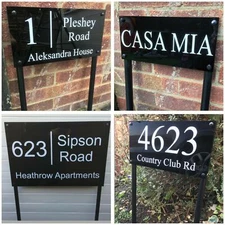 1 Pleshey
Road
Aleksandra House
CASA MIA
623 Sipson
Road
Heathrow Apartments
4623
Country Club Rd